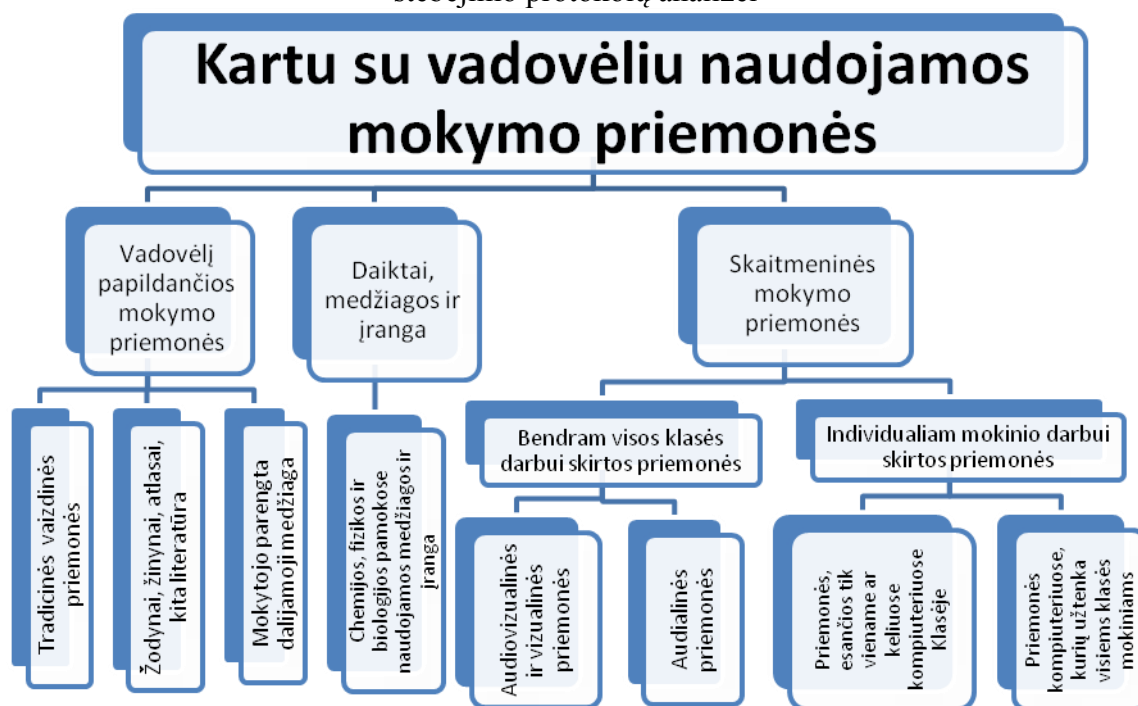 stebėjimo protokolų analizei
Kartu su vadovėliu naudojamos
mokymo priemonės
Vadovėlį
papildančios
mokymo
priemonės
Daiktai,
medžiagos ir
įranga
Skaitmeninės
mokymo
priemonės
Tradicinės vaizdinės
priemonės
Žodynai, žinynai, atlasai,
kita literatūra
Mokytojo parengta
dalijamoji medžiaga
Chemijos, fizikos ir
biologijos pamokose
naudojamos medžiagos ir
įranga
Bendram visos klasės
darbui skirtos priemonės
Individualiam mokinio darbui
skirtos priemonės
Audiovizualinės
ir vizualinės
priemonės
Audialinės
priemonės
Priemonės,
esančios tik
viename ar
keliuose
kompiuteriuose
Klasėje
Priemonės
kompiuteriuose,
kurių užtenka
visiems klasės
mokiniams